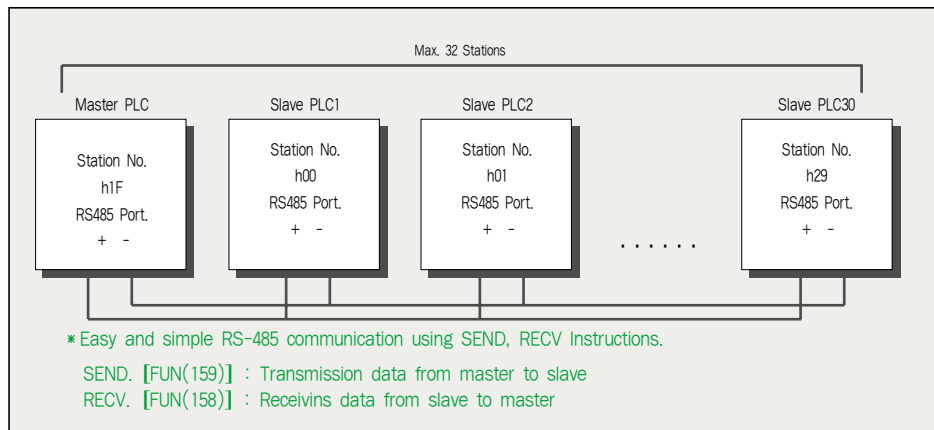 Max. 32 Stations
Master PLC
Slave PLC1
Slave PLC2
Slave PLC30
Station No.
h1F
RS485 Port.
+ -
Station No.
h00
RS485 Port.
+ -
Station No.
h01
RS485 Port.
+ -
. . . . . .
Station No.
h29
RS485 Port.
+ -
* Easy and simple RS-485 communication using SEND, RECV Instructions.
SEND. [FUN(159)] : Transmission data from master to slave
RECV. [FUN(158)] : Receivins data from slave to master